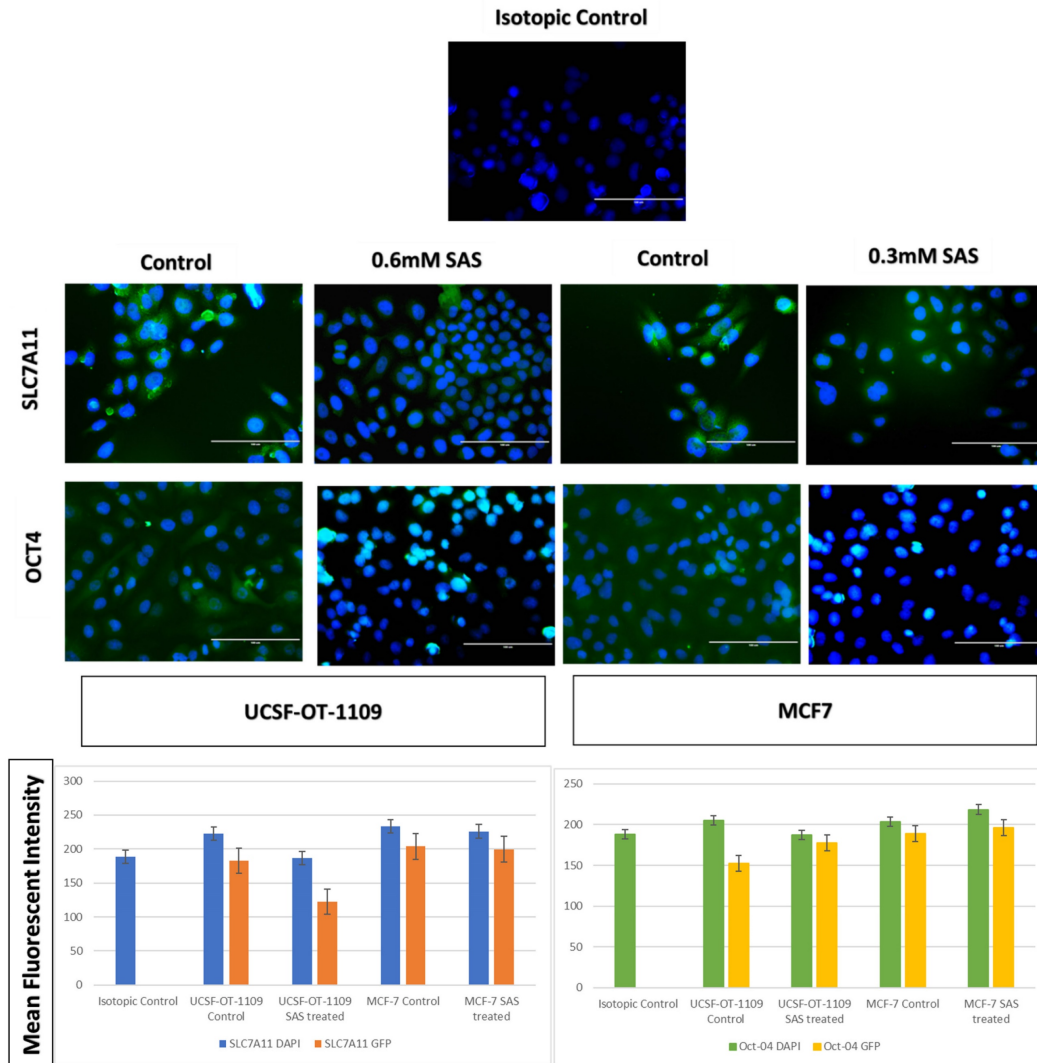 Isotopic Control
Control
0.6mM SAS
Control
0.3mM SAS
SLC7A11
OCT4
UCSF-OT-1109
MCF7
Mean Fluorescent Intensity
300
250
200
150
100
50
0
Isotopic Control
UCSF-OT-1109
Control
UCSF-OT-1109
SAS treated
MCF-7 Control
MCF-7 SAS
treated
SLC7A11 DAPI
SLC7A11 GFP
250
200
150
100
50
0
Isotopic Control
UCSF-OT-1109
Control
UCSF-OT-1109
SAS treated
MCF-7 Control
MCF-7 SAS
treated
Oct-04 DAPI
Oct-04 GFP